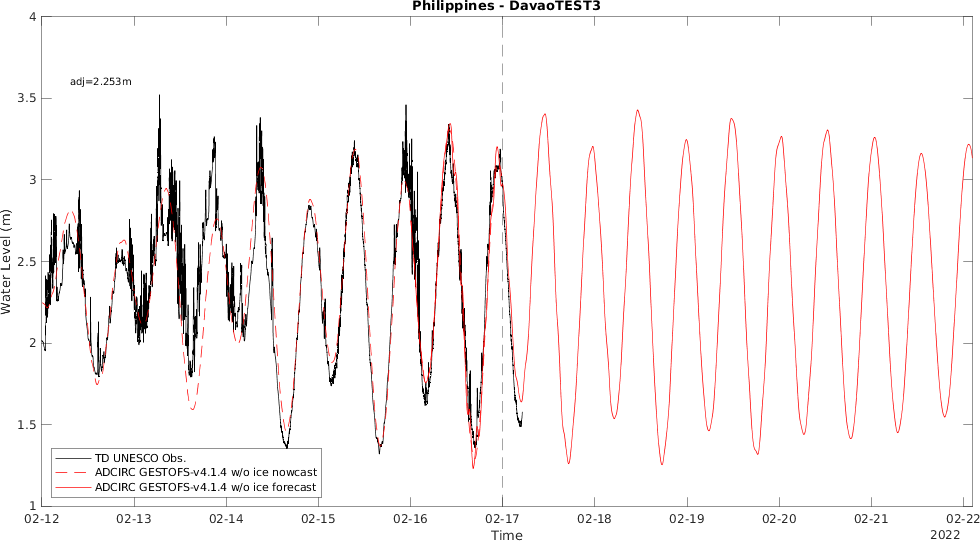 Philippines - DavaoTEST3
4
adj=2.253m
3.5
3
2.5
2
1.5
1
Water Level (m)
TD UNESCO Obs.
ADCIRC GESTOFS-v4.1.4 w/o ice nowcast
ADCIRC GESTOFS-v4.1.4 w/o ice forecast
02-12 02-13 02-14 02-15 02-16 02-17 02-18 02-19 02-20 02-21 02-22
Time
2022